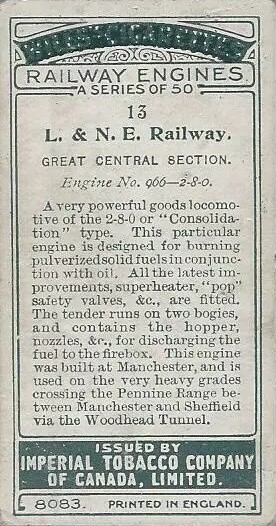 RAILWAY ENGINES.
A SERIES OF 50
13
L. & N. E. Railway.
GREAT CENTRAL SECTION.
Engine No. 966—2-8-0.
A very powerful goods locomo-
tive of the 2-8-0 or "Consolida-
tion" type. This particular
engine is designed for burning
pulverized solid fuels in conjunc-
tion with oil. All the latest im-
provements, superheater, "pop"
safety valves, &c., are fitted.
The tender runs on two bogies,
and contains the hopper,
nozzles, &c., for discharging the
fuel to the firebox. This engine
was built at Manchester, and is
used on the very heavy grades
crossing the Pennine Range be-
tween Manchester and Sheffield
via the Woodhead Tunnel.
ISSUED BY
IMPERIAL TOBACCO COMPANY
OF CANADA, LIMITED.
8083. PRINTED IN ENGLAND.